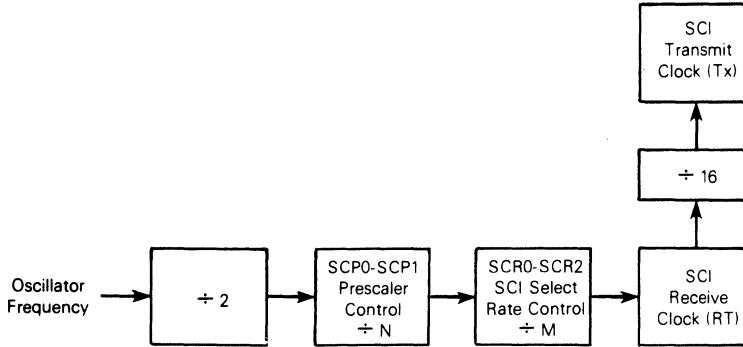 SCI
Transmit
Clock (Tx)
÷ 16
Oscillator
Frequency
÷ 2
SCP0-SCP1
Prescaler
Control
÷ N
SCR0-SCR2
SCI Select
Rate Control
÷ M
SCI
Receive
Clock (RT)